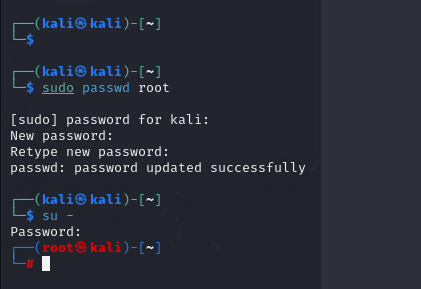 ┌──(kali㉿kali)-[~]
└─$
┌──(kali㉿kali)-[~]
└─$ sudo passwd root
[sudo] password for kali:
New password:
Retype new password:
passwd: password updated successfully
┌──(kali㉿kali)-[~]
└─$ su -
Password:
┌──(root㉿kali)-[~]
└─#